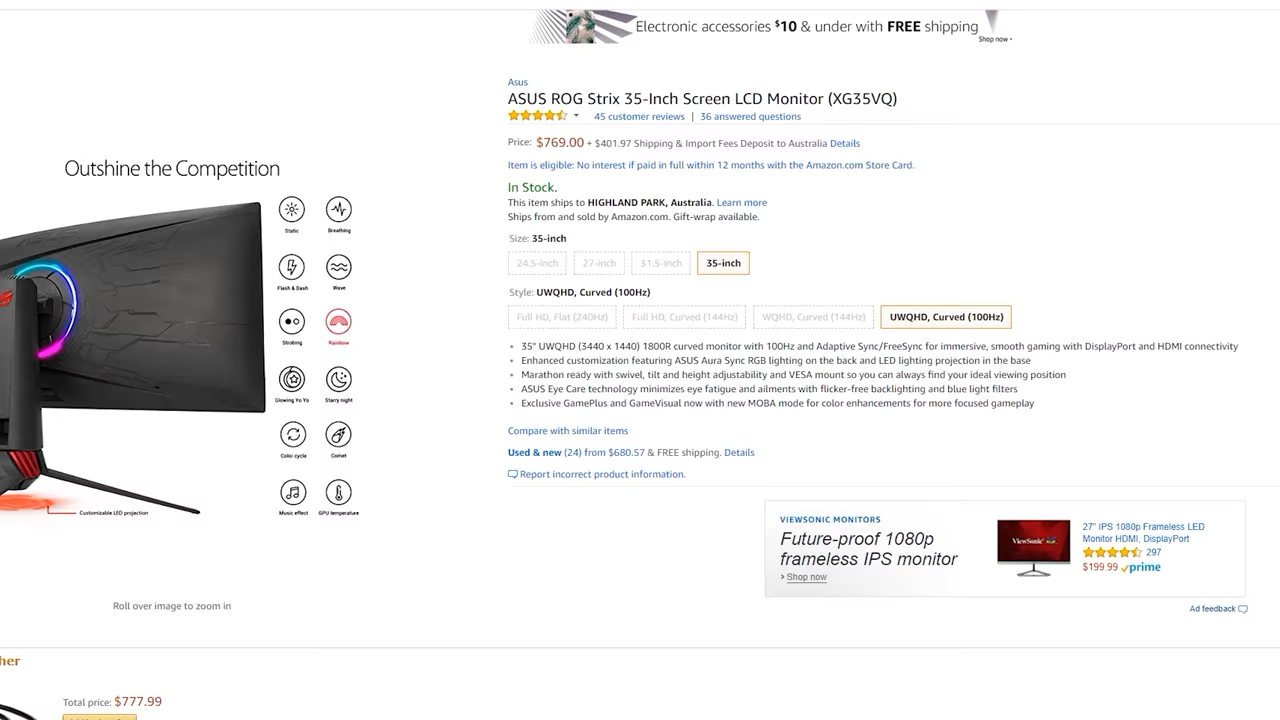 Electronic accessories $10 & under with FREE shipping
Shop now
Asus
ASUS ROG Strix 35-Inch Screen LCD Monitor (XG35VQ)
45 customer reviews | 36 answered questions
Price: $769.00 + $401.97 Shipping & Import Fees Deposit to Australia Details
Item is eligible: No interest if paid in full within 12 months with the Amazon.com Store Card.
In Stock.
This item ships to HIGHLAND PARK, Australia. Learn more
Ships from and sold by Amazon.com. Gift-wrap available.
Size: 35-inch
24.5-inch 27-inch 31.5-inch 35-inch
Style: UWQHD, Curved (100Hz)
Full HD, Flat (240Hz) Full HD, Curved (144Hz) WQHD, Curved (144Hz) UWQHD, Curved (100Hz)
• 35" UWQHD (3440 x 1440) 1800R curved monitor with 100Hz and Adaptive Sync/FreeSync for immersive, smooth gaming with DisplayPort and HDMI connectivity
• Enhanced customization featuring ASUS Aura Sync RGB lighting on the back and LED lighting projection in the base
• Marathon ready with swivel, tilt and height adjustability and VESA mount so you can always find your ideal viewing position
• ASUS Eye Care technology minimizes eye fatigue and ailments with flicker-free backlighting and blue light filters
• Exclusive GamePlus and GameVisual now with new MOBA mode for color enhancements for more focused gameplay
Compare with similar items
Used & new (24) from $680.57 & FREE shipping. Details
Report incorrect product information.
Outshine the Competition
Static Breathing
Flash & Dash Wave
Strobing Rainbow
Glowing Yo Yo Starry night
Color cycle Comet
Music effect GPU temperature
Customizable LED projection
Roll over image to zoom in
VIEWSONIC MONITORS
Future-proof 1080p
frameless IPS monitor
› Shop now
ViewSonic
27" IPS 1080p Frameless LED
Monitor HDMI, DisplayPort
297
$199.99 prime
Ad feedback
her
Total price: $777.99